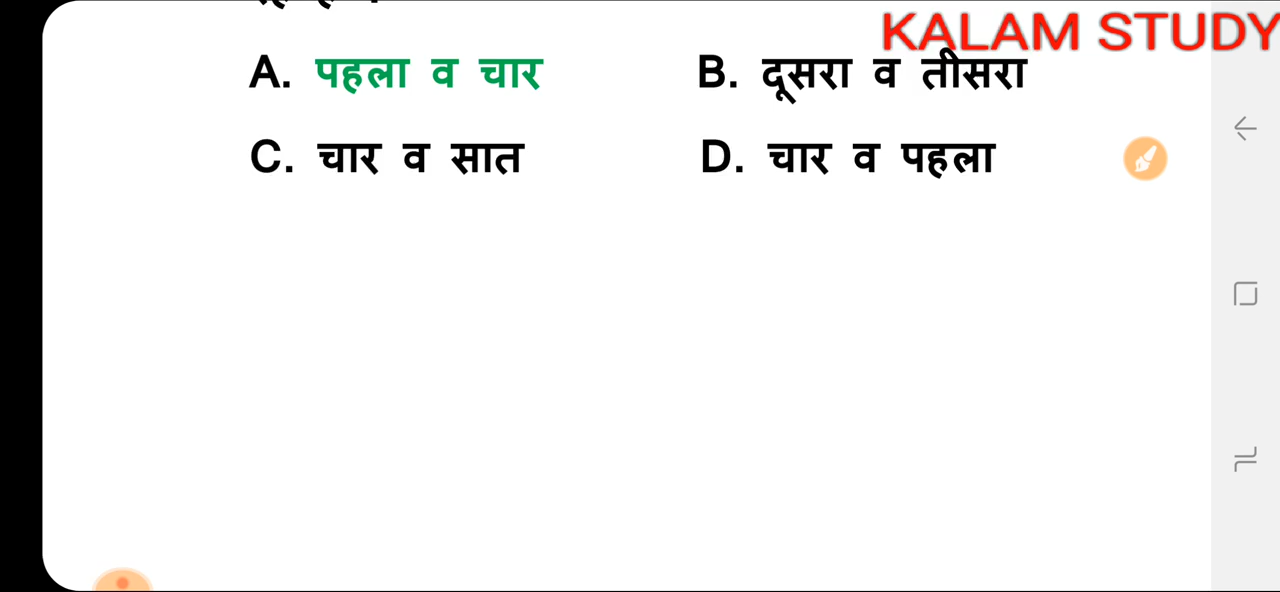 KALAM STUDY
A. पहला व चार B. दूसरा व तीसरा
C. चार व सात D. चार व पहला